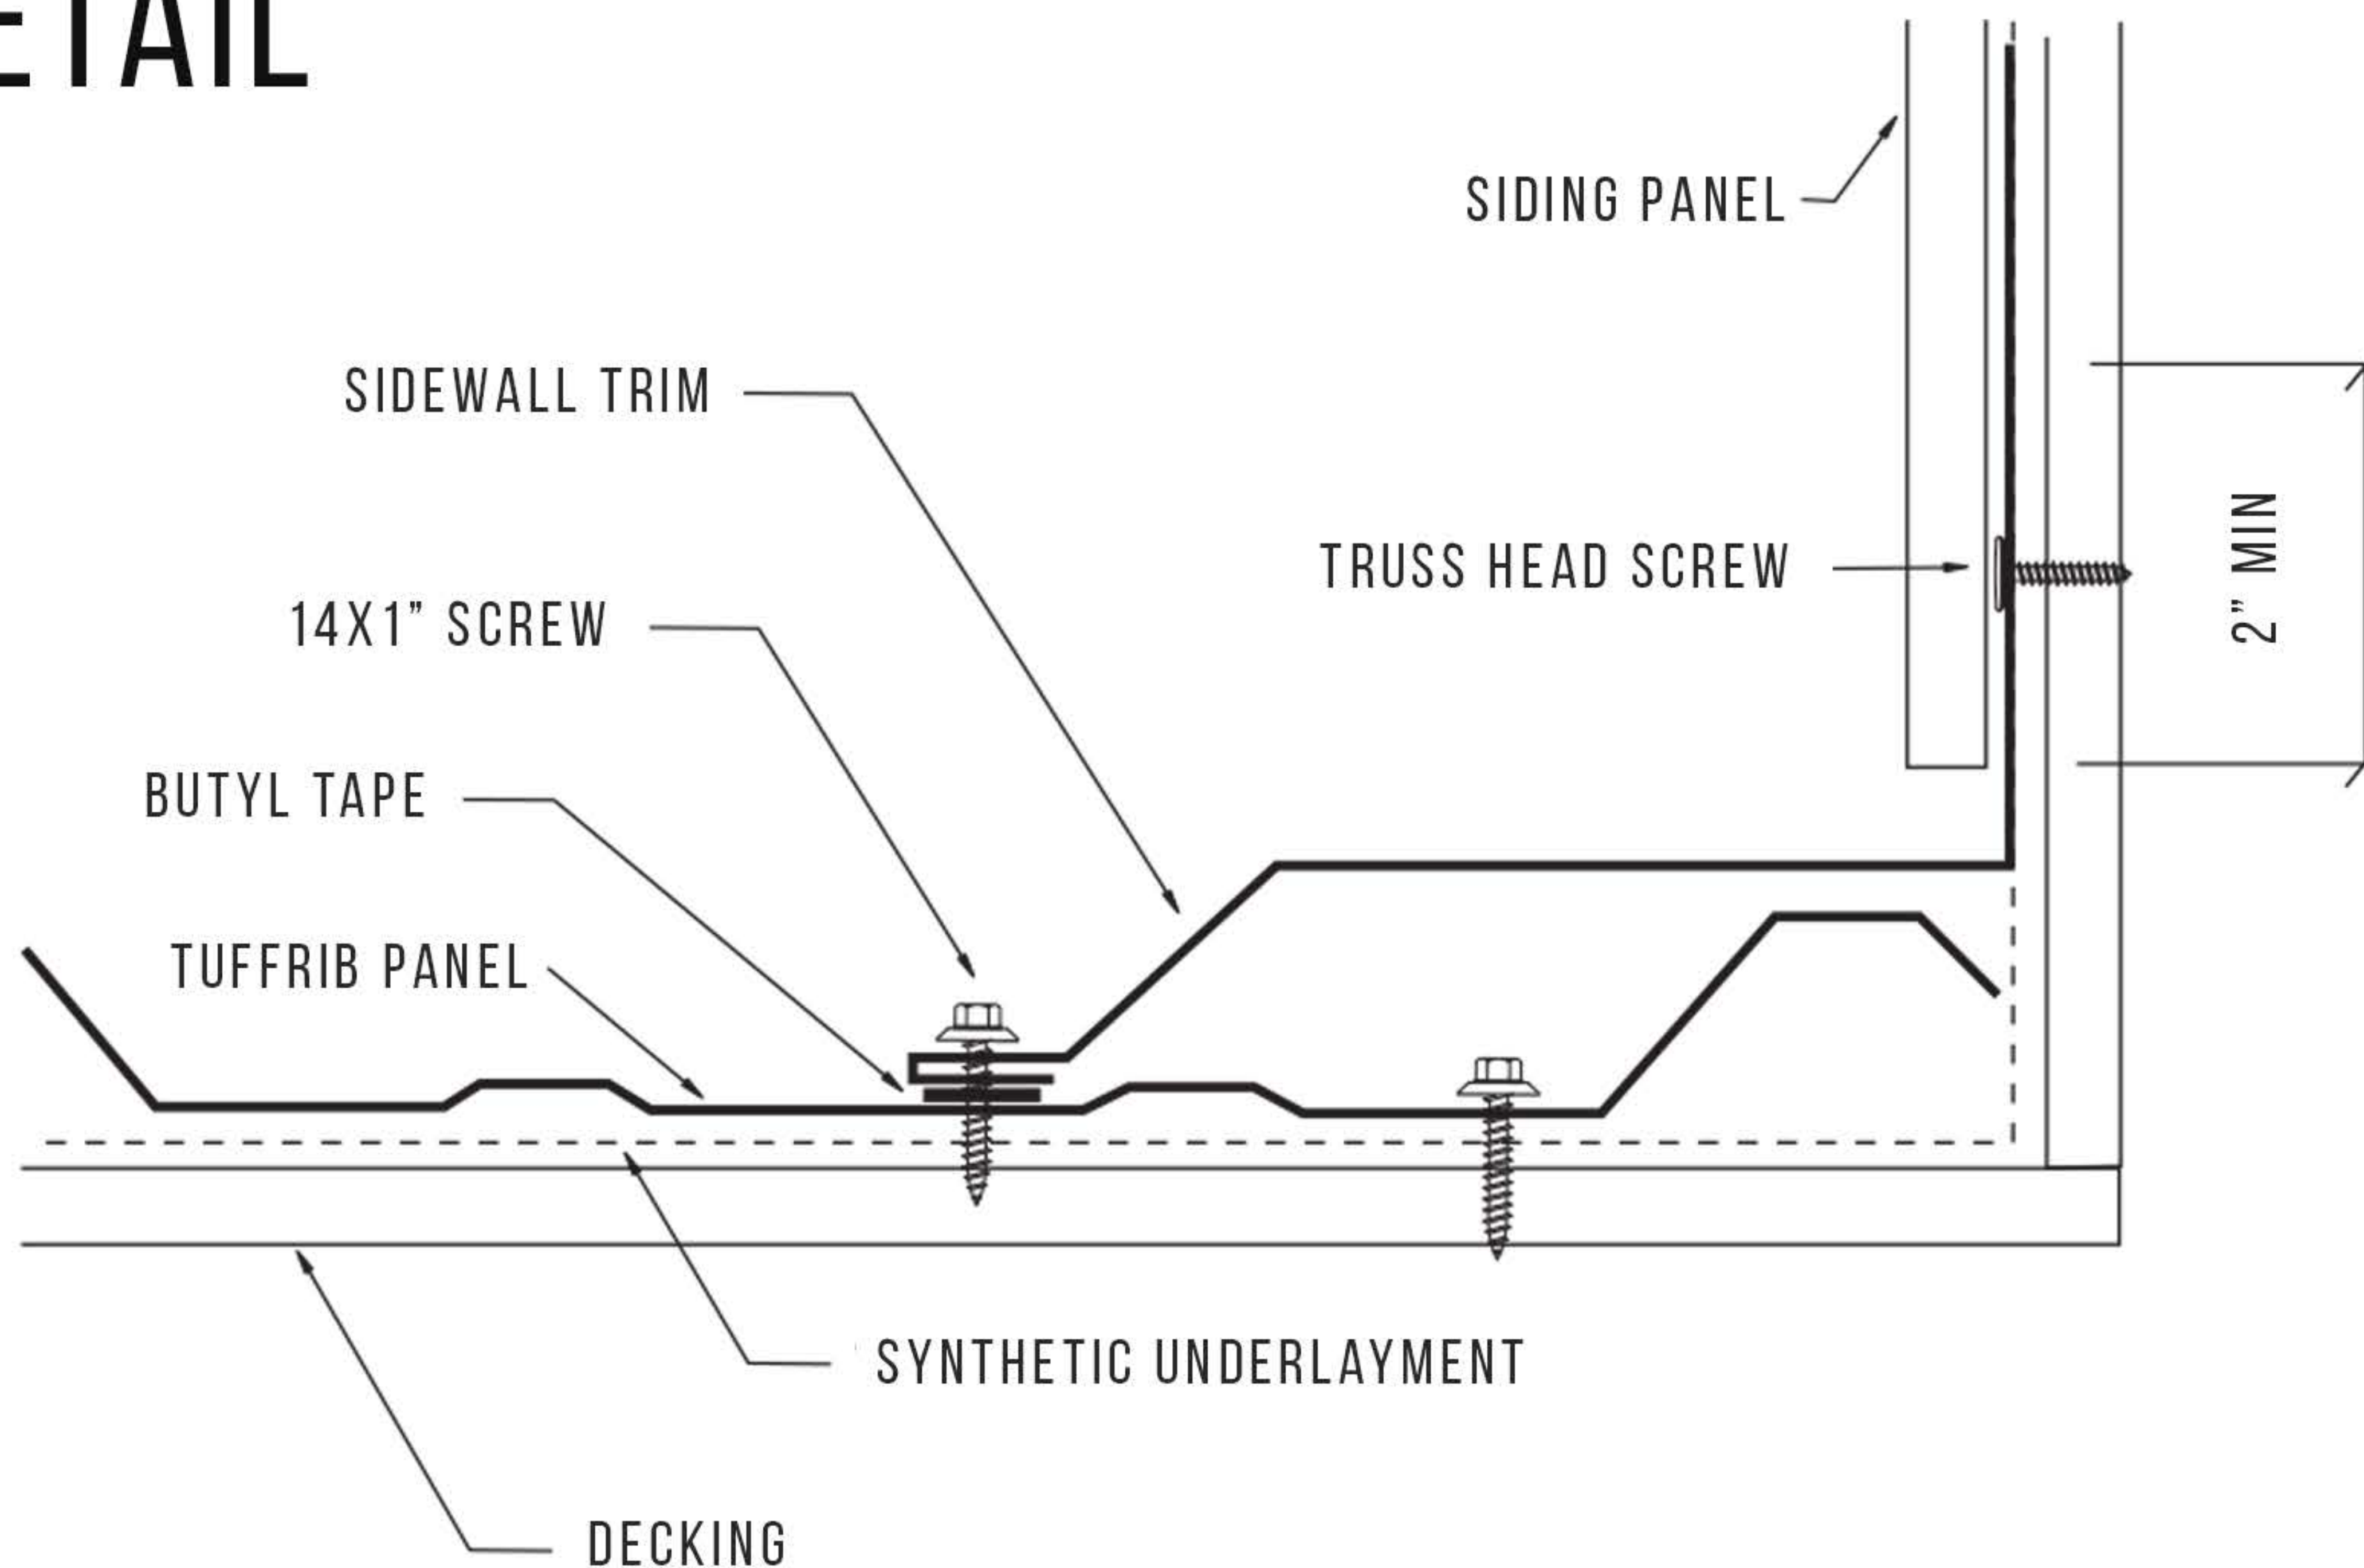 ETAIL
SIDING PANEL
SIDEWALL TRIM
TRUSS HEAD SCREW
2” MIN
14X1” SCREW
BUTYL TAPE
TUFFRIB PANEL
SYNTHETIC UNDERLAYMENT
DECKING